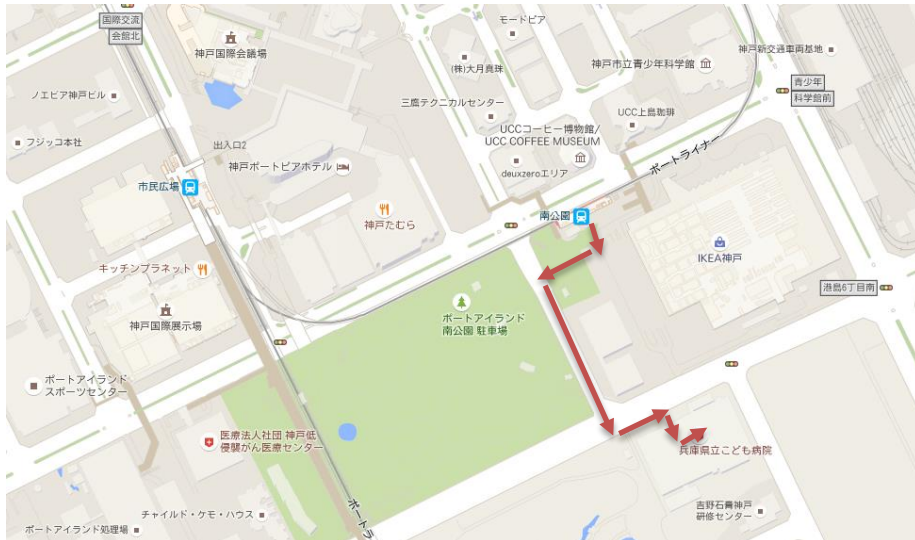 国際交流
会館北
神戸国際会議場
モードピア
(株)大月真珠
神戸市立青少年科学館
神戸新交通車両基地
青少年
科学館前
ノエビア神戸ビル
三鷹テクニカルセンター
UCC上島珈琲
フジッコ本社
出入口2
UCCコーヒー博物館/
UCC COFFEE MUSEUM
神戸ポートピアホテル
deuxzeroエリア
ポートライナー
市民広場
神戸たむら
南公園
IKEA神戸
キッチンプラネット
港島6丁目南
神戸国際展示場
ポートアイランド
南公園 駐車場
ポートアイランド
スポーツセンター
医療法人社団 神戸低
侵襲がん医療センター
兵庫県立こども病院
チャイルド・ケモ・ハウス
ポートラ
吉野石膏神戸
研修センター
ポートアイランド処理場